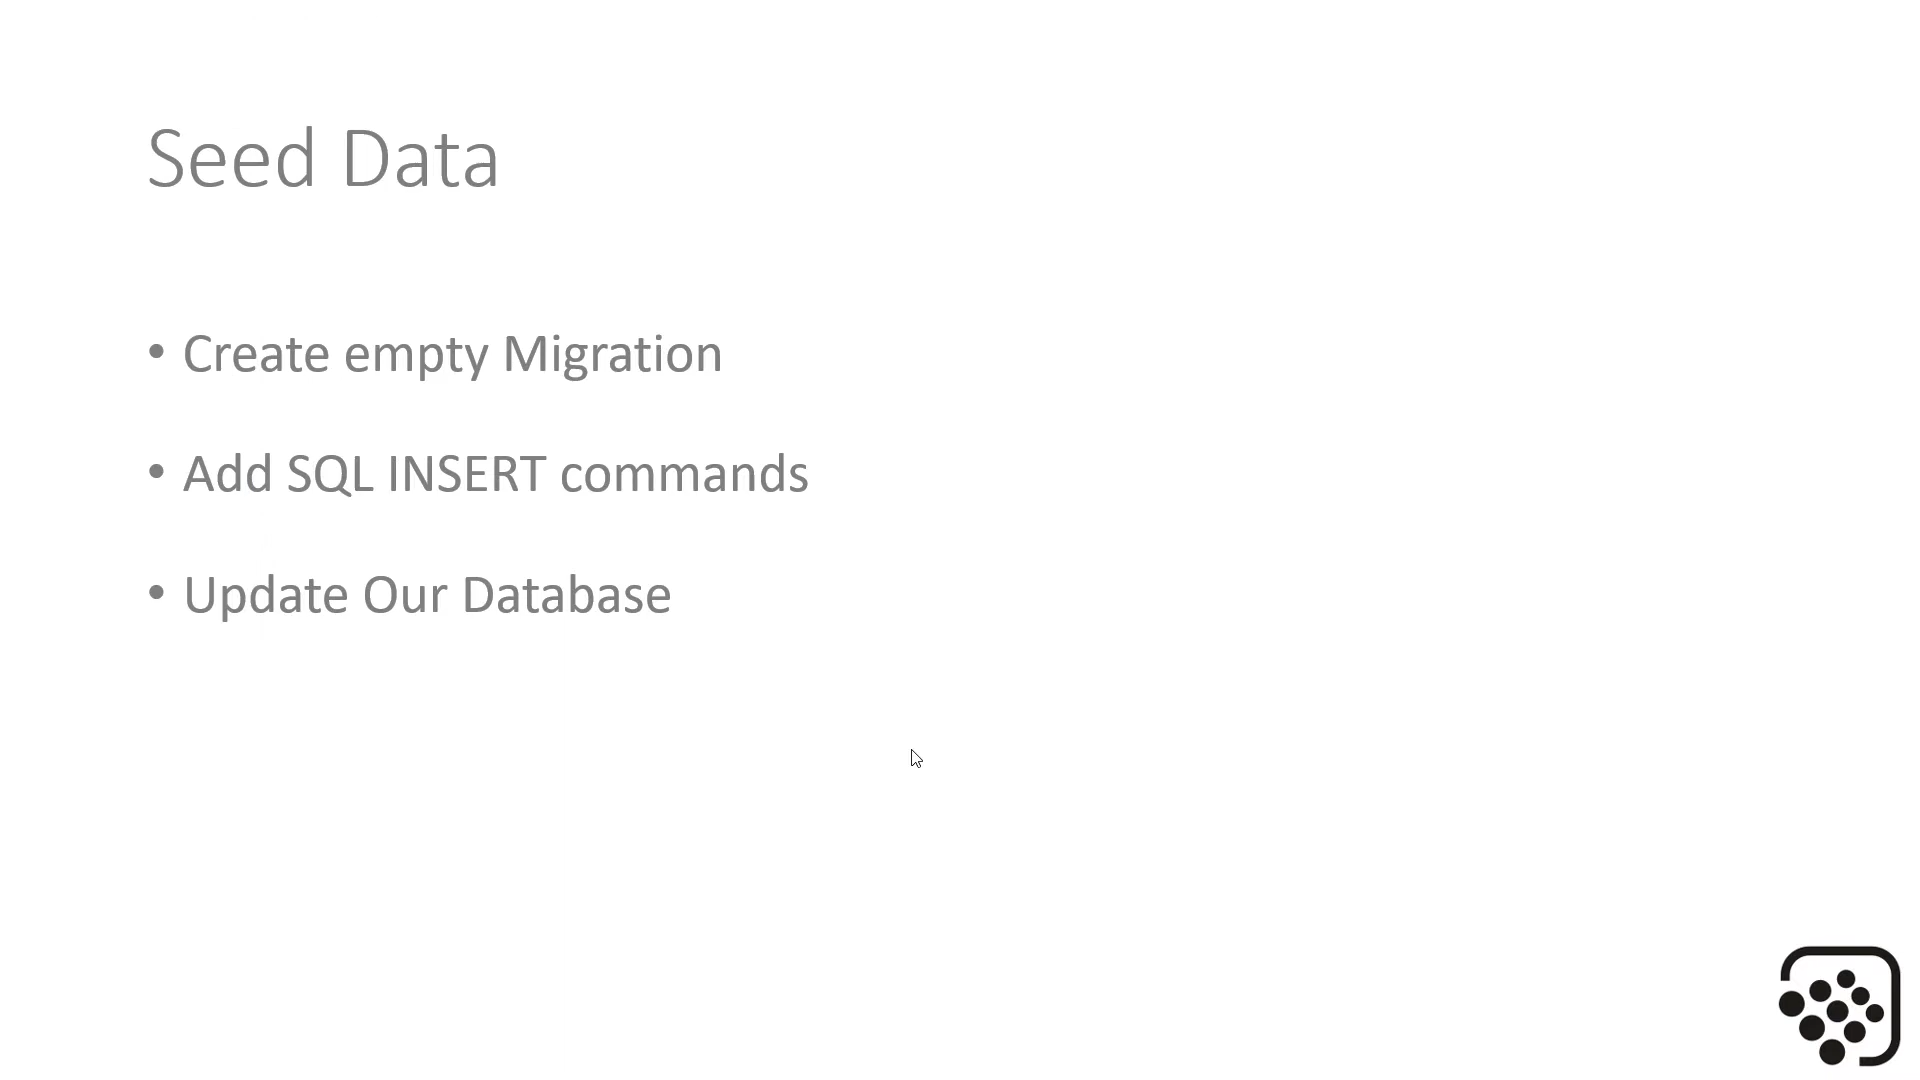 Seed Data
• Create empty Migration
• Add SQL INSERT commands
• Update Our Database